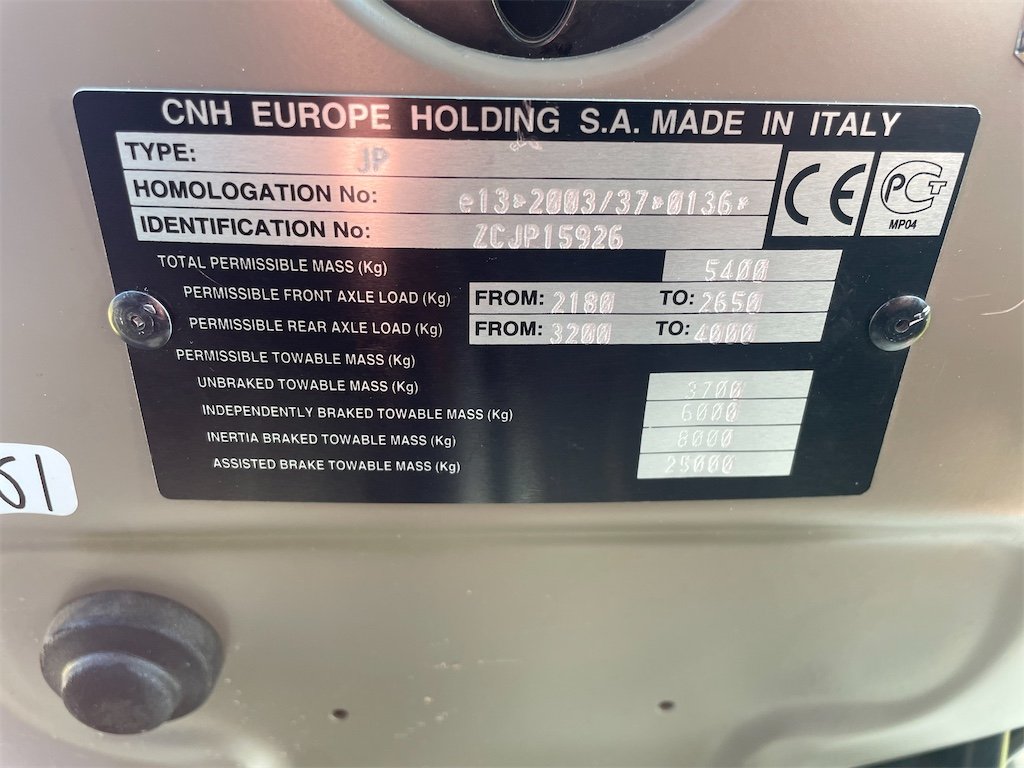 CNH EUROPE HOLDING S.A. MADE IN ITALY
TYPE: JP
HOMOLOGATION No: e13*2003/37*0136*
IDENTIFICATION No: ZCJP15926
CE
PCT
MP04
TOTAL PERMISSIBLE MASS (Kg) 5400
PERMISSIBLE FRONT AXLE LOAD (Kg) FROM: 2180 TO: 2650
PERMISSIBLE REAR AXLE LOAD (Kg) FROM: 3200 TO: 4000
PERMISSIBLE TOWABLE MASS (Kg)
UNBRAKED TOWABLE MASS (Kg) 3700
INDEPENDENTLY BRAKED TOWABLE MASS (Kg) 6000
INERTIA BRAKED TOWABLE MASS (Kg) 8000
ASSISTED BRAKE TOWABLE MASS (Kg) 25000